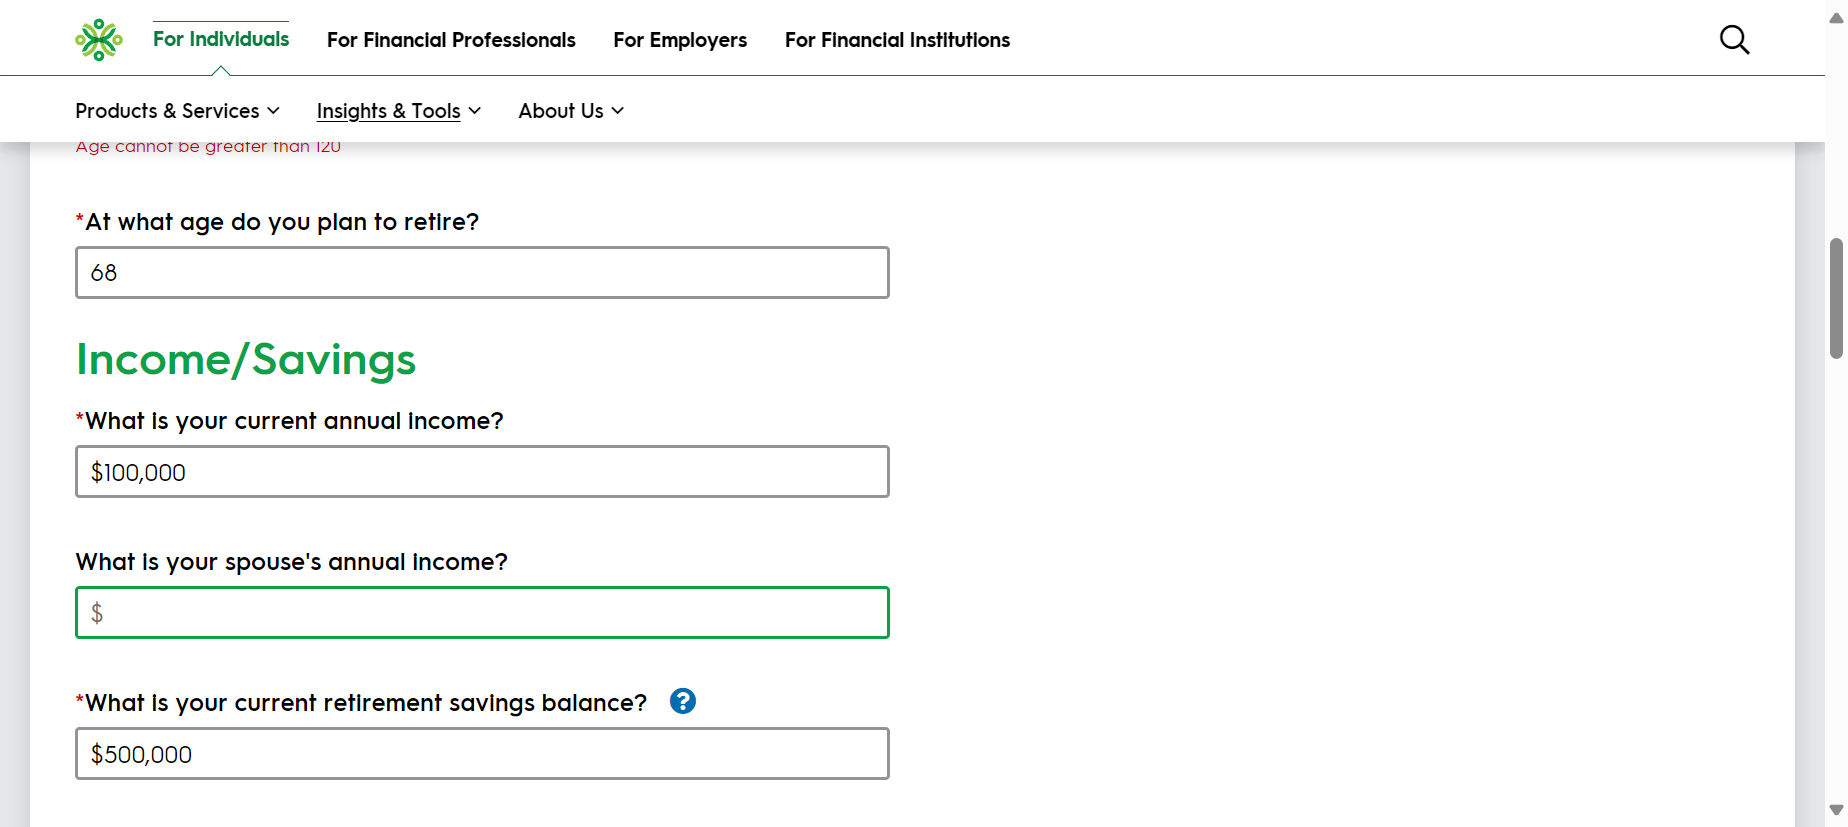 For Individuals
For Financial Professionals
For Employers
For Financial Institutions
Products & Services
Insights & Tools
About Us
Age cannot be greater than 120
*At what age do you plan to retire?
68
Income/Savings
*What is your current annual income?
$100,000
What is your spouse's annual income?
$
*What is your current retirement savings balance?
?
$500,000